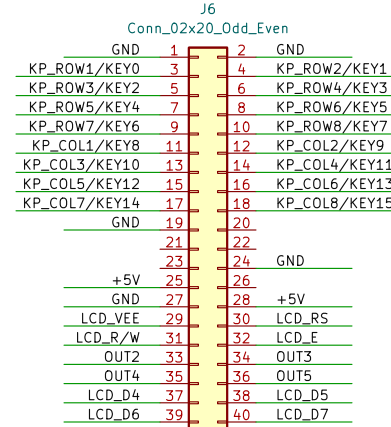 J6
Conn_02x20_Odd_Even
GND 1 2 GND
KP_ROW1/KEY0 3 4 KP_ROW2/KEY1
KP_ROW3/KEY2 5 6 KP_ROW4/KEY3
KP_ROW5/KEY4 7 8 KP_ROW6/KEY5
KP_ROW7/KEY6 9 10 KP_ROW8/KEY7
KP_COL1/KEY8 11 12 KP_COL2/KEY9
KP_COL3/KEY10 13 14 KP_COL4/KEY11
KP_COL5/KEY12 15 16 KP_COL6/KEY13
KP_COL7/KEY14 17 18 KP_COL8/KEY15
GND 19 20
21 22
23 24 GND
+5V 25 26
GND 27 28 +5V
LCD_VEE 29 30 LCD_RS
LCD_R/W 31 32 LCD_E
OUT2 33 34 OUT3
OUT4 35 36 OUT5
LCD_D4 37 38 LCD_D5
LCD_D6 39 40 LCD_D7